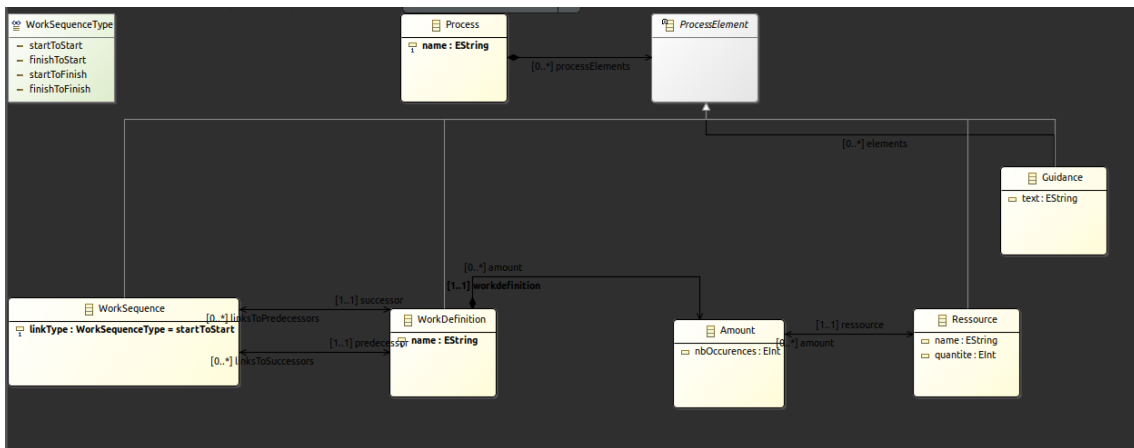 WorkSequenceType
startToStart
finishToStart
startToFinish
finishToFinish
Process
name : EString
[0..*] processElements
ProcessElement
[0..*] elements
Guidance
text : EString
[0..*] amount
[1..1] workdefinition
WorkSequence
linkType : WorkSequenceType = startToStart
[1..1] successor
[0..*] linksToPredecessors
[1..1] predecessor
[0..*] linksToSuccessors
WorkDefinition
name : EString
Amount
nbOccurences : EInt
[1..1] ressource
[0..*] amount
Ressource
name : EString
quantite : EInt